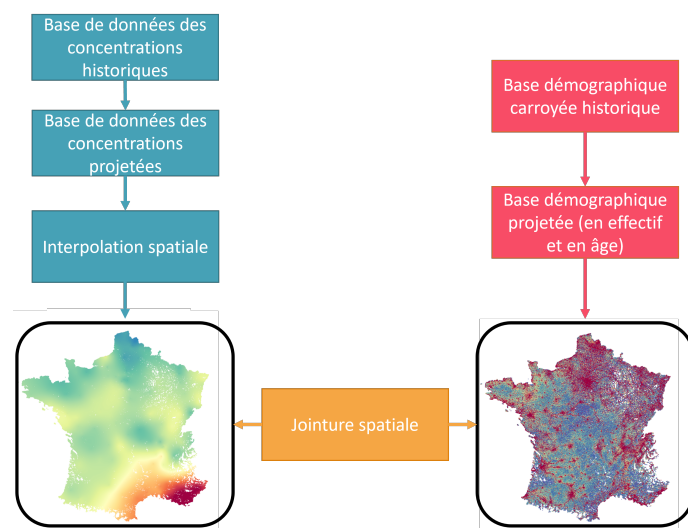 Base de données des
concentrations
historiques
Base de données des
concentrations
projetées
Interpolation spatiale
Base démographique
carroyée historique
Base démographique
projetée (en effectif
et en âge)
Jointure spatiale